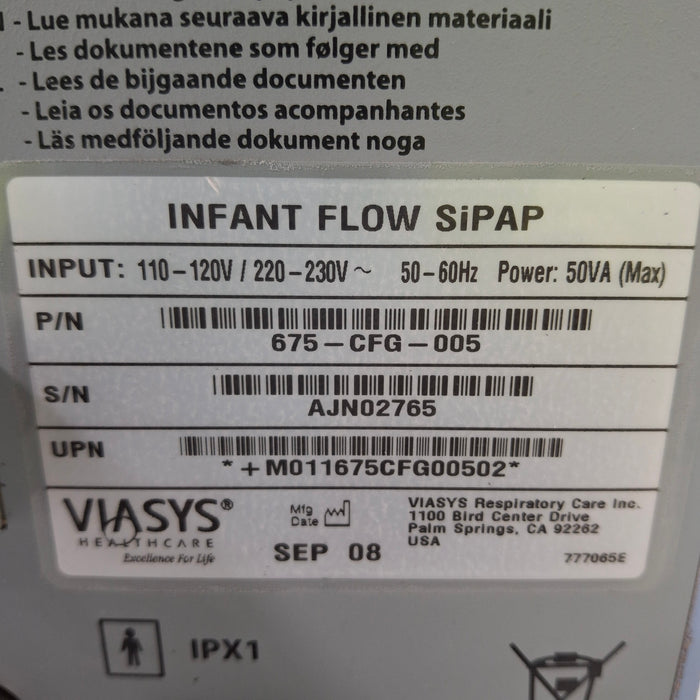 - Lue mukana seuraava kirjallinen materiaali
- Les dokumentene som følger med
- Lees de bijgaande documenten
- Leia os documentos acompanhantes
- Läs medföljande dokument noga
INFANT FLOW SiPAP
INPUT: 110-120V / 220-230V ~ 50-60Hz Power: 50VA (Max)
P/N
675-CFG-005
S/N
AJN02765
UPN
*+M011675CFG00502*
VIASYS®
HEALTHCARE
Excellence For Life
Mfg
Date
SEP 08
VIASYS Respiratory Care Inc.
1100 Bird Center Drive
Palm Springs, CA 92262
USA
777065E
IPX1